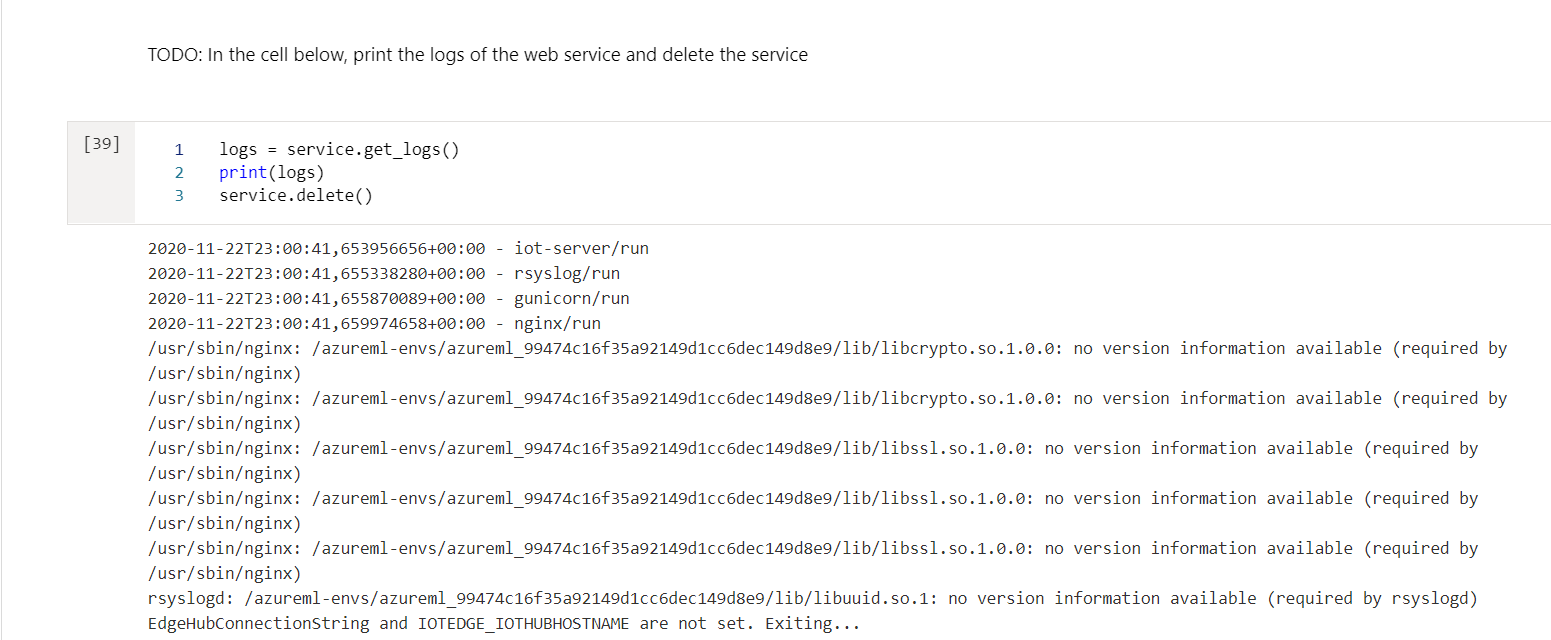 TODO: In the cell below, print the logs of the web service and delete the service
[39]
1 logs = service.get_logs()
2 print(logs)
3 service.delete()
2020-11-22T23:00:41,653956656+00:00 - iot-server/run
2020-11-22T23:00:41,655338280+00:00 - rsyslog/run
2020-11-22T23:00:41,655870089+00:00 - gunicorn/run
2020-11-22T23:00:41,659974658+00:00 - nginx/run
/usr/sbin/nginx: /azureml-envs/azureml_99474c16f35a92149d1cc6dec149d8e9/lib/libcrypto.so.1.0.0: no version information available (required by
/usr/sbin/nginx)
/usr/sbin/nginx: /azureml-envs/azureml_99474c16f35a92149d1cc6dec149d8e9/lib/libcrypto.so.1.0.0: no version information available (required by
/usr/sbin/nginx)
/usr/sbin/nginx: /azureml-envs/azureml_99474c16f35a92149d1cc6dec149d8e9/lib/libssl.so.1.0.0: no version information available (required by
/usr/sbin/nginx)
/usr/sbin/nginx: /azureml-envs/azureml_99474c16f35a92149d1cc6dec149d8e9/lib/libssl.so.1.0.0: no version information available (required by
/usr/sbin/nginx)
/usr/sbin/nginx: /azureml-envs/azureml_99474c16f35a92149d1cc6dec149d8e9/lib/libssl.so.1.0.0: no version information available (required by
/usr/sbin/nginx)
rsyslogd: /azureml-envs/azureml_99474c16f35a92149d1cc6dec149d8e9/lib/libuuid.so.1: no version information available (required by rsyslogd)
EdgeHubConnectionString and IOTEDGE_IOTHUBHOSTNAME are not set. Exiting...